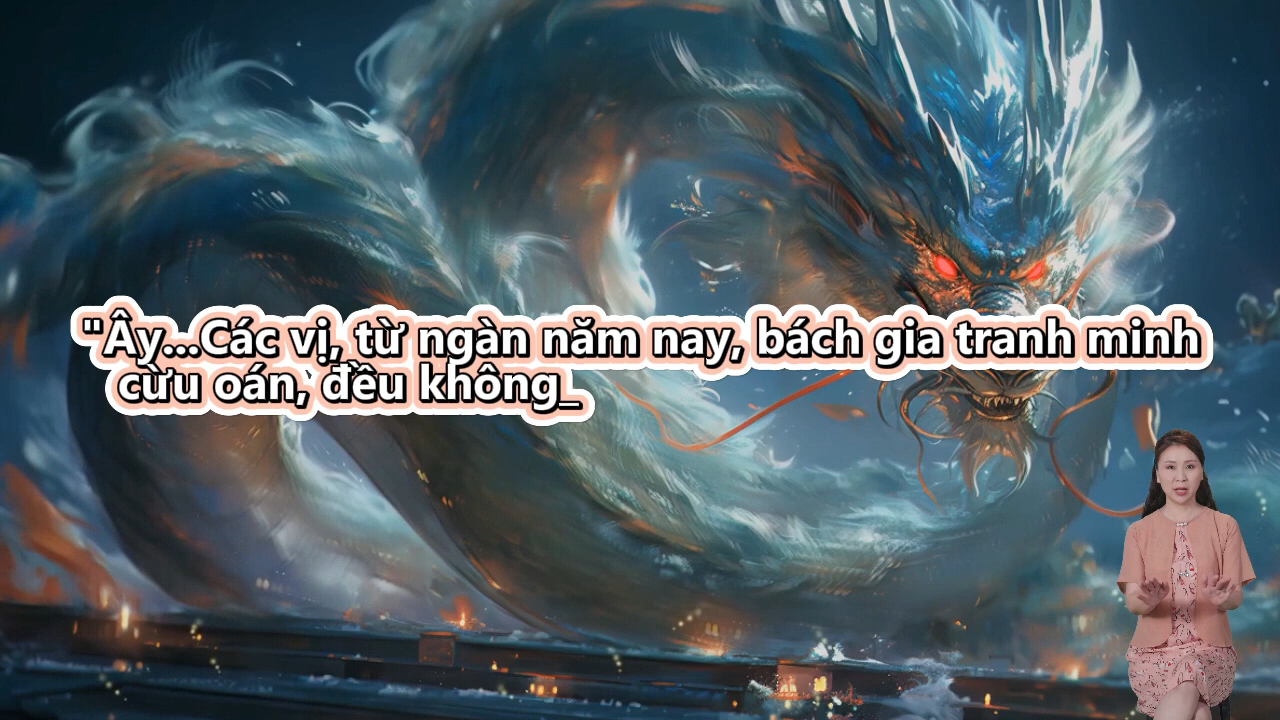 "Ây...Các vị, từ ngàn năm nay, bách gia tranh minh
cừu oán, đều không_